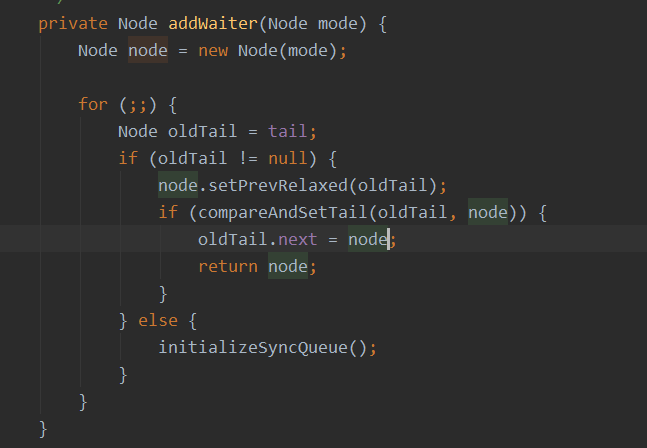 private Node addWaiter(Node mode) {
Node node = new Node(mode);
for (;;) {
Node oldTail = tail;
if (oldTail != null) {
node.setPrevRelaxed(oldTail);
if (compareAndSetTail(oldTail, node)) {
oldTail.next = node;
return node;
}
} else {
initializeSyncQueue();
}
}
}